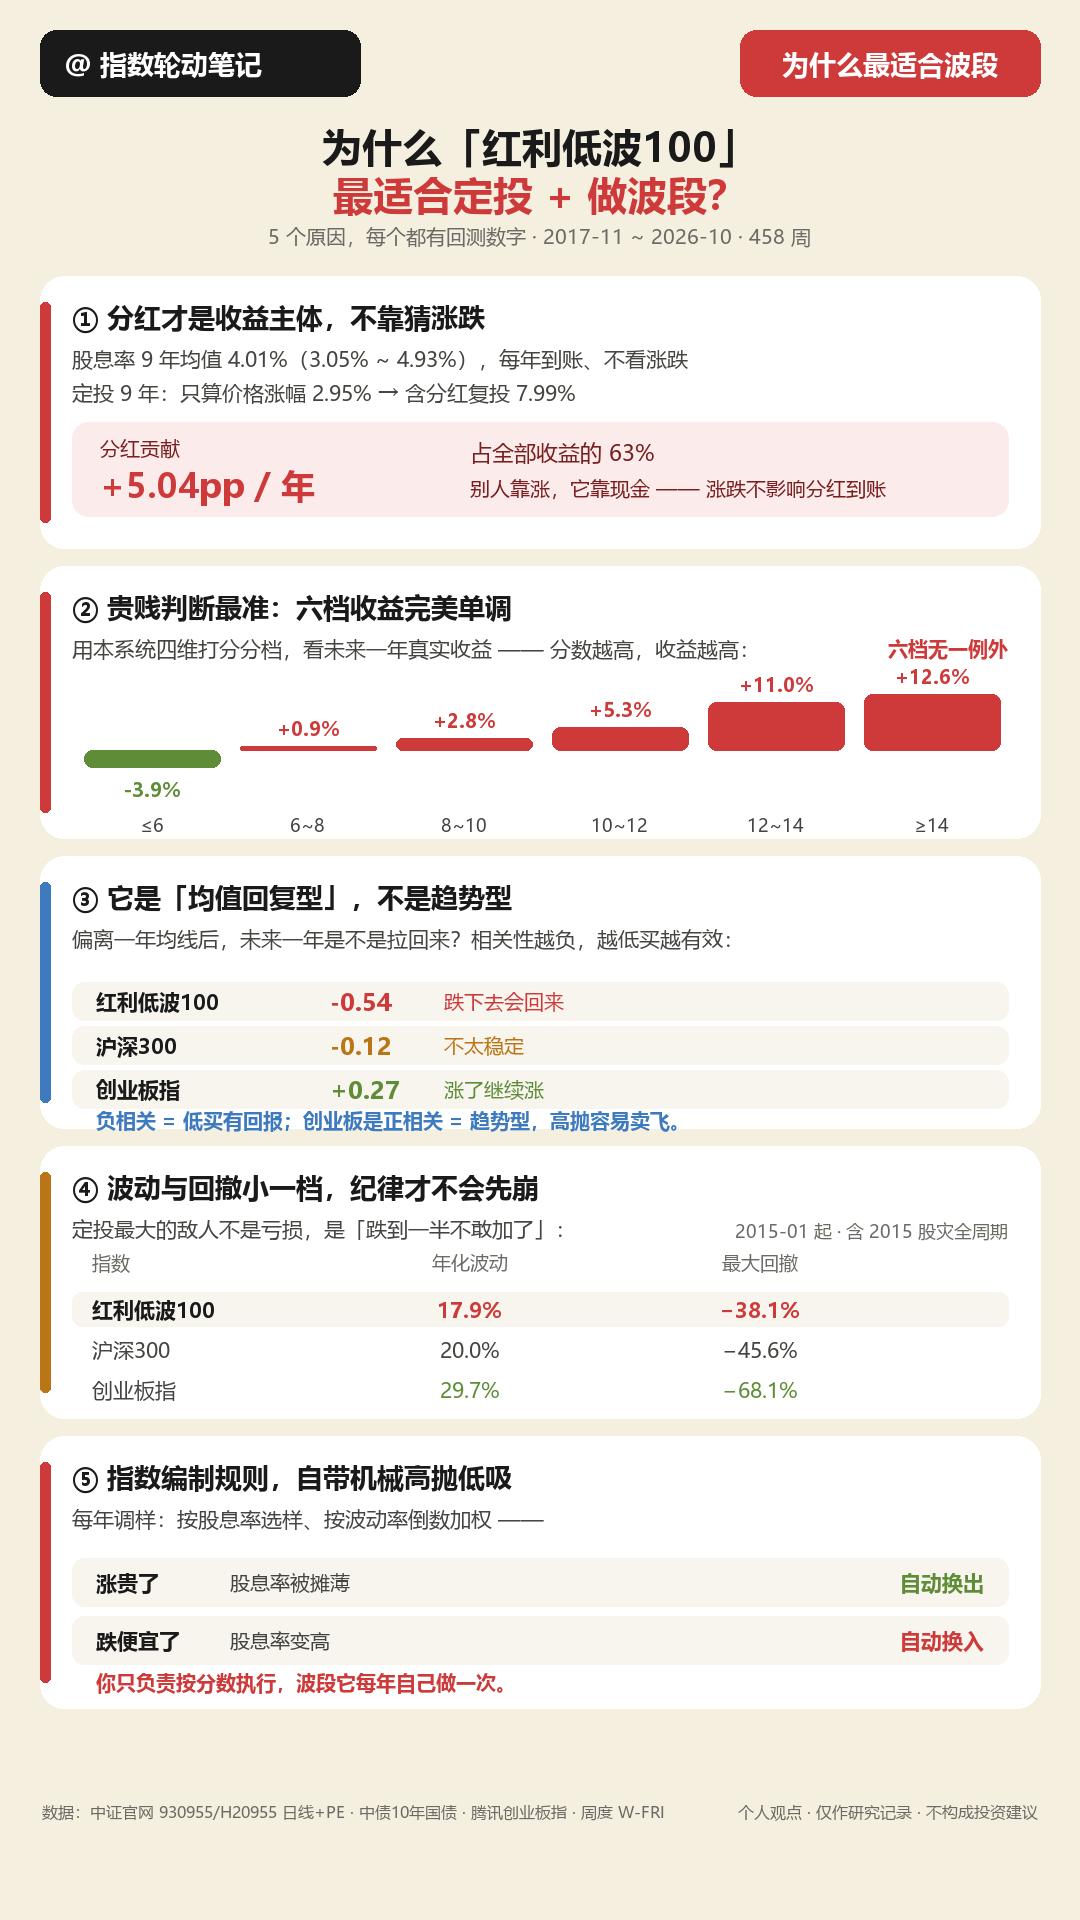 @ 指数轮动笔记
为什么最适合波段
为什么「红利低波100」
最适合定投 + 做波段？
5 个原因，每个都有回测数字 · 2017-11 ~ 2026-10 · 458 周
① 分红才是收益主体，不靠猜涨跌
股息率 9 年均值 4.01%（3.05% ~ 4.93%），每年到账、不看涨跌
定投 9 年：只算价格涨幅 2.95% → 含分红复投 7.99%
分红贡献
+5.04pp / 年
占全部收益的 63%
别人靠涨，它靠现金 —— 涨跌不影响分红到账
② 贵贱判断最准：六档收益完美单调
用本系统四维打分分档，看未来一年真实收益 —— 分数越高，收益越高：
六档无一例外
-3.9%
+0.9%
+2.8%
+5.3%
+11.0%
+12.6%
≤6
6~8
8~10
10~12
12~14
≥14
③ 它是「均值回复型」，不是趋势型
偏离一年均线后，未来一年是不是拉回来？相关性越负，越低买越有效：
红利低波100 -0.54 跌下去会回来
沪深300 -0.12 不太稳定
创业板指 +0.27 涨了继续涨
负相关 = 低买有回报；创业板是正相关 = 趋势型，高抛容易卖飞。
④ 波动与回撤小一档，纪律才不会先崩
定投最大的敌人不是亏损，是「跌到一半不敢加了」：
2015-01 起 · 含 2015 股灾全周期
指数 年化波动 最大回撤
红利低波100 17.9% −38.1%
沪深300 20.0% −45.6%
创业板指 29.7% −68.1%
⑤ 指数编制规则，自带机械高抛低吸
每年调样：按股息率选样、按波动率倒数加权 ——
涨贵了 股息率被摊薄 自动换出
跌便宜了 股息率变高 自动换入
你只负责按分数执行，波段它每年自己做一次。
数据：中证官网 930955/H20955 日线+PE · 中债10年国债 · 腾讯创业板指 · 周度 W-FRI
个人观点 · 仅作研究记录 · 不构成投资建议